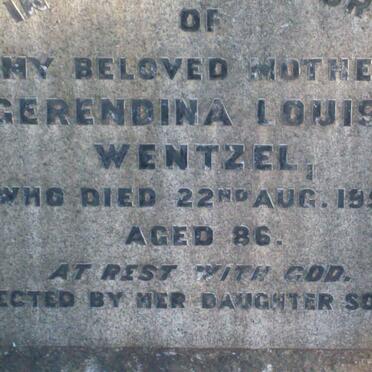 IN
OF
MY BELOVED MOTHE
GERENDINA LOUIS
WENTZEL,
WHO DIED 22ND AUG. 19
AGED 86.
AT REST WITH GOD.
ECTED BY HER DAUGHTER SO